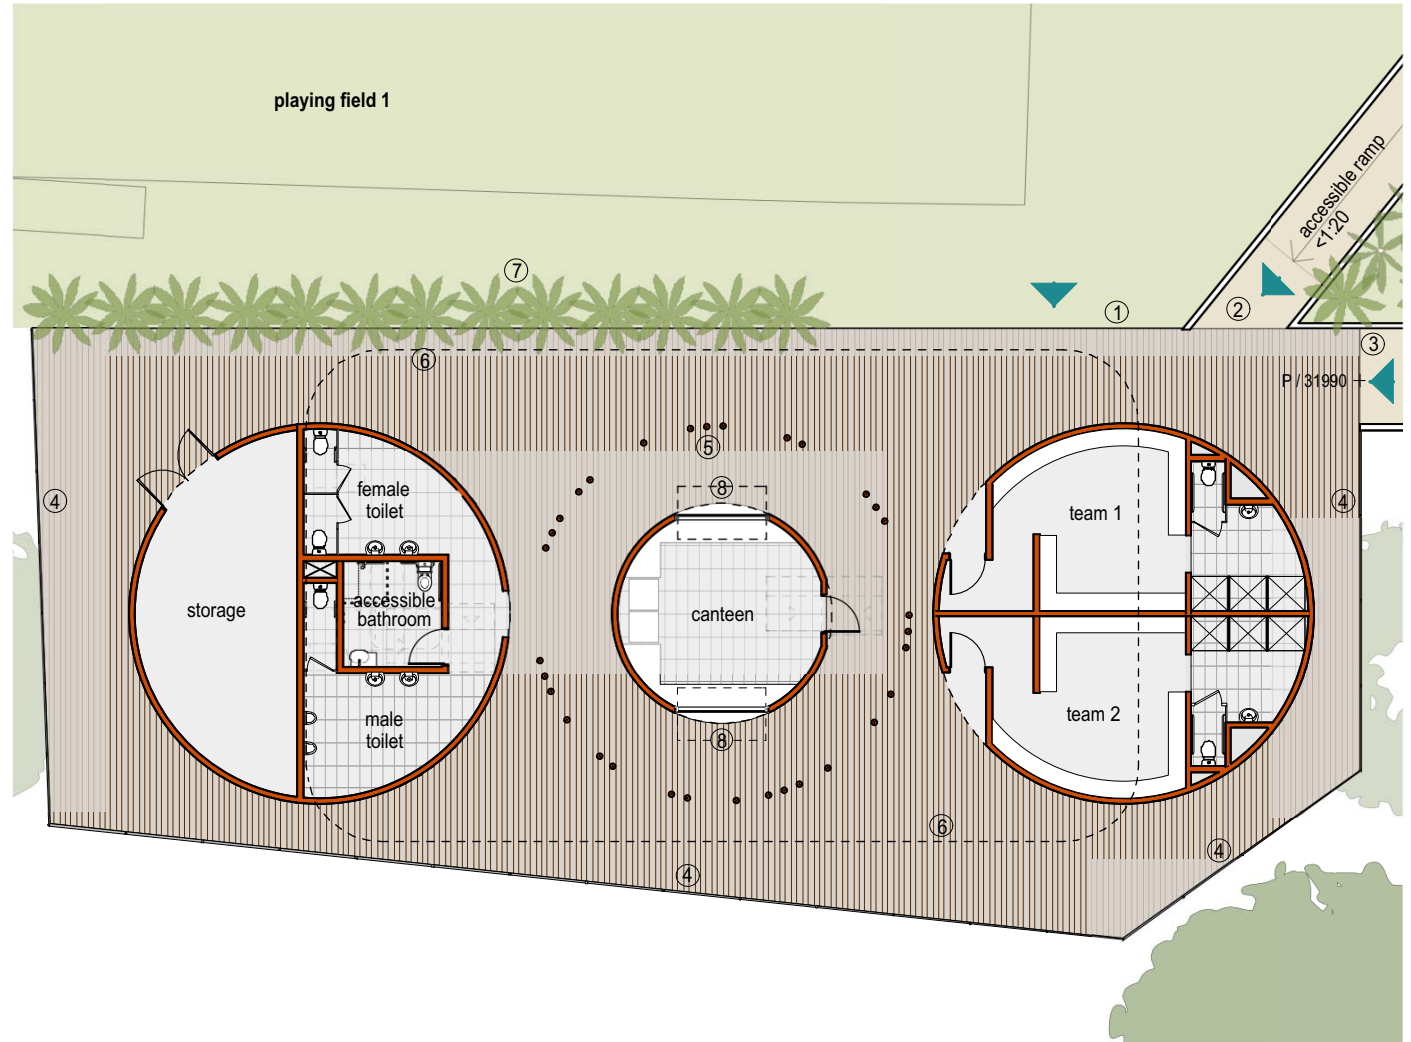 playing field 1
accessible ramp
<1:20
7
1
2
3
6
P / 31990
5
4
8
4
female
toilet
team 1
accessible
bathroom
storage
canteen
male
toilet
team 2
8
6
4
4